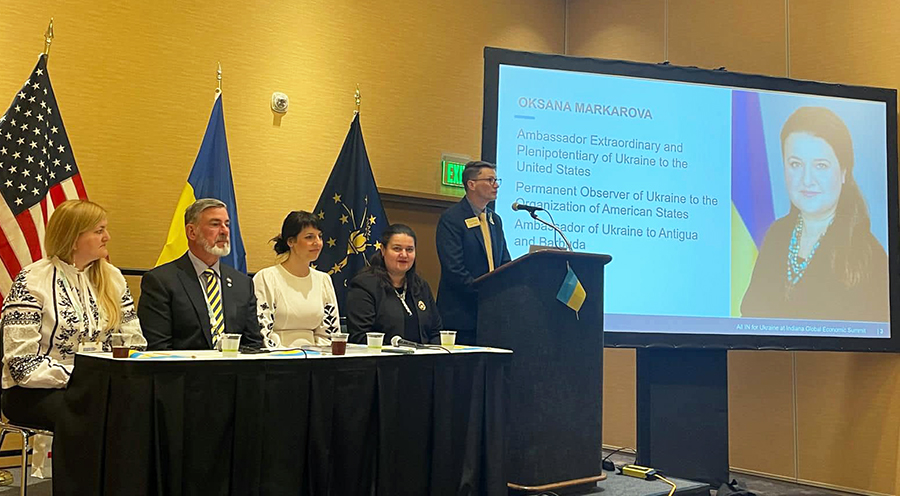 EXI
OKSANA MARKAROVA
Ambassador Extraordinary and
Plenipotentiary of Ukraine to the
United States
Permanent Observer of Ukraine to the
Organization of American States
Ambassador of Ukraine to Antigua
and Barbuda
All IN for Ukraine at Indiana Global Economic Summit | 2